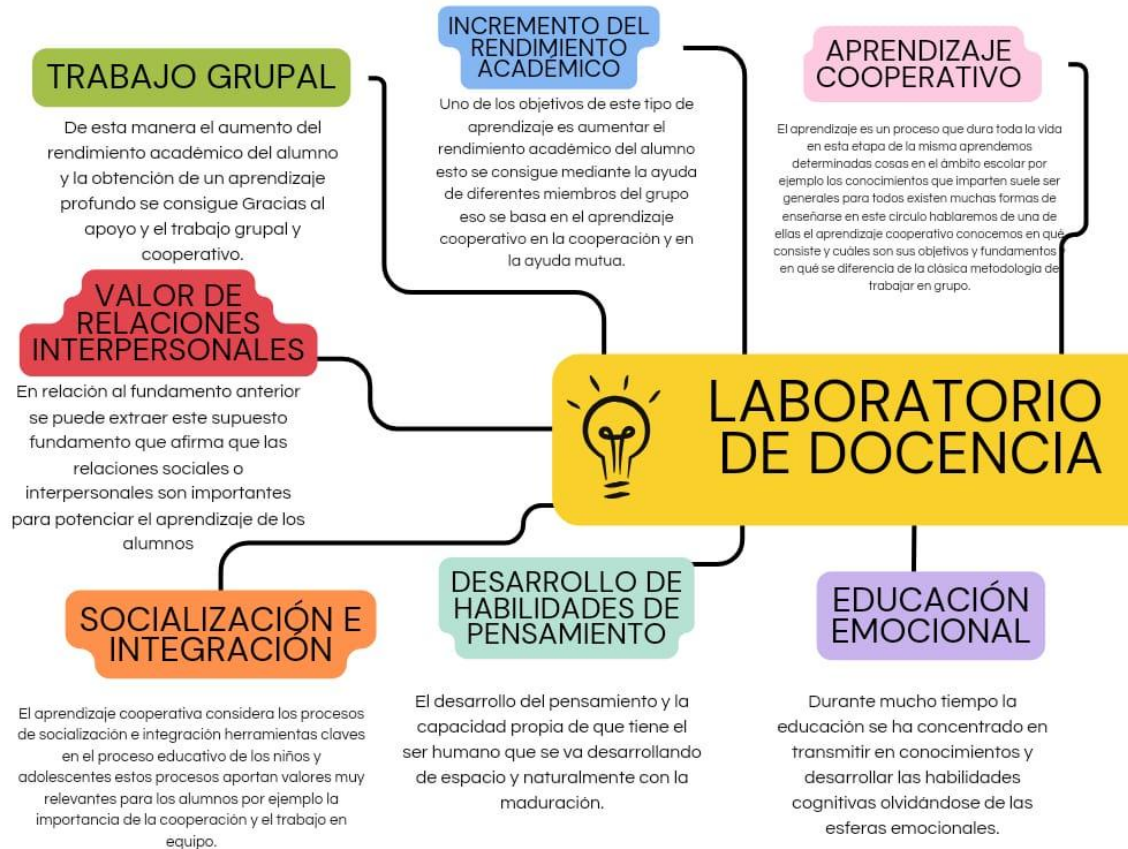 TRABAJO GRUPAL
De esta manera el aumento del
rendimiento académico del alumno
y la obtención de un aprendizaje
profundo se consigue Gracias al
apoyo y el trabajo grupal y
cooperativo.
INCREMENTO DEL
RENDIMIENTO
ACADÉMICO
Uno de los objetivos de este tipo de
aprendizaje es aumentar el
rendimiento académico del alumno
esto se consigue mediante la ayuda
de diferentes miembros del grupo
eso se basa en el aprendizaje
cooperativo en la cooperación y en
la ayuda mutua.
APRENDIZAJE
COOPERATIVO
El aprendizaje es un proceso que dura toda la vida
en esta etapa de la misma aprendemos
determinadas cosas en el ámbito escolar por
ejemplo los conocimientos que imparten suele ser
generales para todos existen muchas formas de
enseñarse en este circulo hablaremos de una de
ellas el aprendizaje cooperativo conocemos en qué
consiste y cuáles son sus objetivos y fundamentos
en qué se diferencia de la clásica metodología de
trabajar en grupo.
VALOR DE
RELACIONES
INTERPERSONALES
En relación al fundamento anterior
se puede extraer este supuesto
fundamento que afirma que las
relaciones sociales o
interpersonales son importantes
para potenciar el aprendizaje de los
alumnos
LABORATORIO
DE DOCENCIA
SOCIALIZACIÓN E
INTEGRACIÓN
El aprendizaje cooperativa considera los procesos
de socialización e integración herramientas claves
en el proceso educativo de los niños y
adolescentes estos procesos aportan valores muy
relevantes para los alumnos por ejemplo la
importancia de la cooperación y el trabajo en
equipo.
DESARROLLO DE
HABILIDADES DE
PENSAMIENTO
El desarrollo del pensamiento y la
capacidad propia de que tiene el
ser humano que se va desarrollando
de espacio y naturalmente con la
maduración.
EDUCACIÓN
EMOCIONAL
Durante mucho tiempo la
educación se ha concentrado en
transmitir en conocimientos y
desarrollar las habilidades
cognitivas olvidándose de las
esferas emocionales.